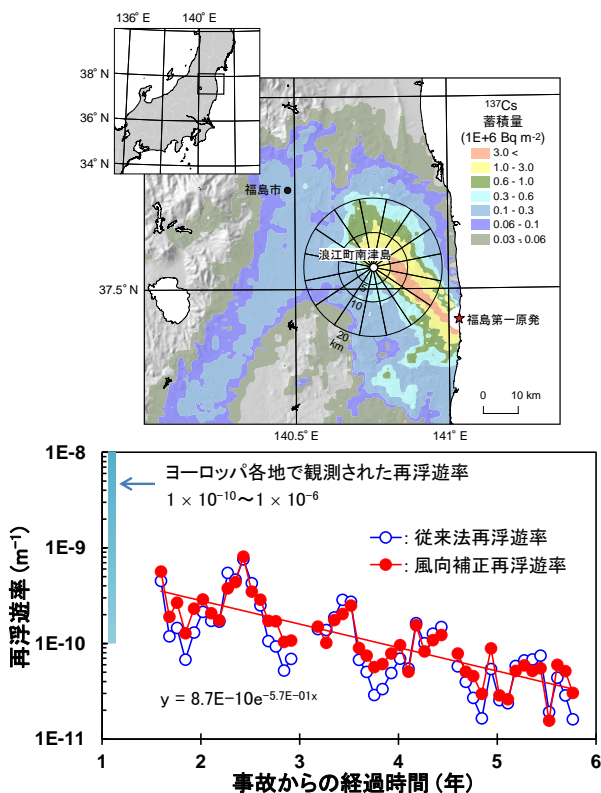 136° E
140° E
38° N
36° N
34° N
137Cs
蓄積量
(1E+6 Bq m-2)
3.0 <
1.0 - 3.0
0.6 - 1.0
0.3 - 0.6
0.1 - 0.3
0.06 - 0.1
0.03 - 0.06
福島市
浪江町南津島
37.5° N
10
20
km
福島第一原発
0
10 km
140.5° E
141° E
1E-8
1E-9
1E-10
1E-11
再浮遊率 (m−1)
ヨーロッパ各地で観測された再浮遊率
1 × 10−10～1 × 10−6
: 従来法再浮遊率
: 風向補正再浮遊率
y = 8.7E-10e-5.7E-01x
1
2
3
4
5
6
事故からの経過時間 (年)